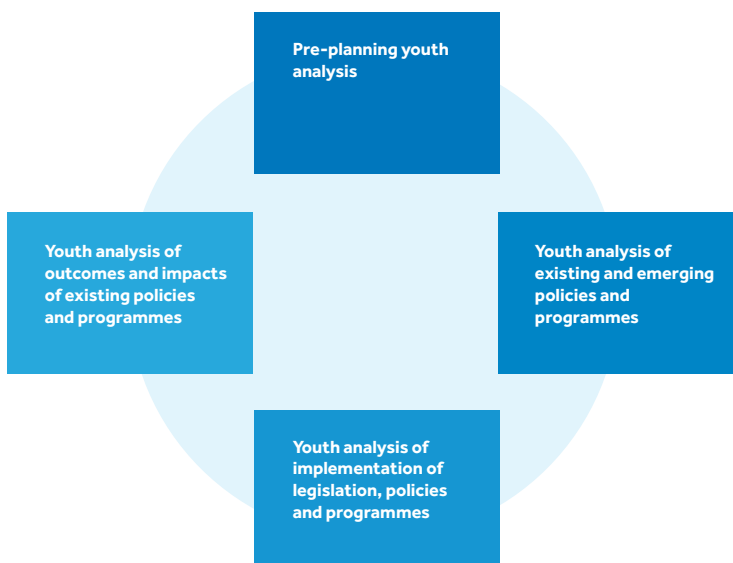 Pre-planning youth
analysis
Youth analysis of
outcomes and impacts
of existing policies
and programmes
Youth analysis of
existing and emerging
policies and
programmes
Youth analysis of
implementation of
legislation, policies
and programmes